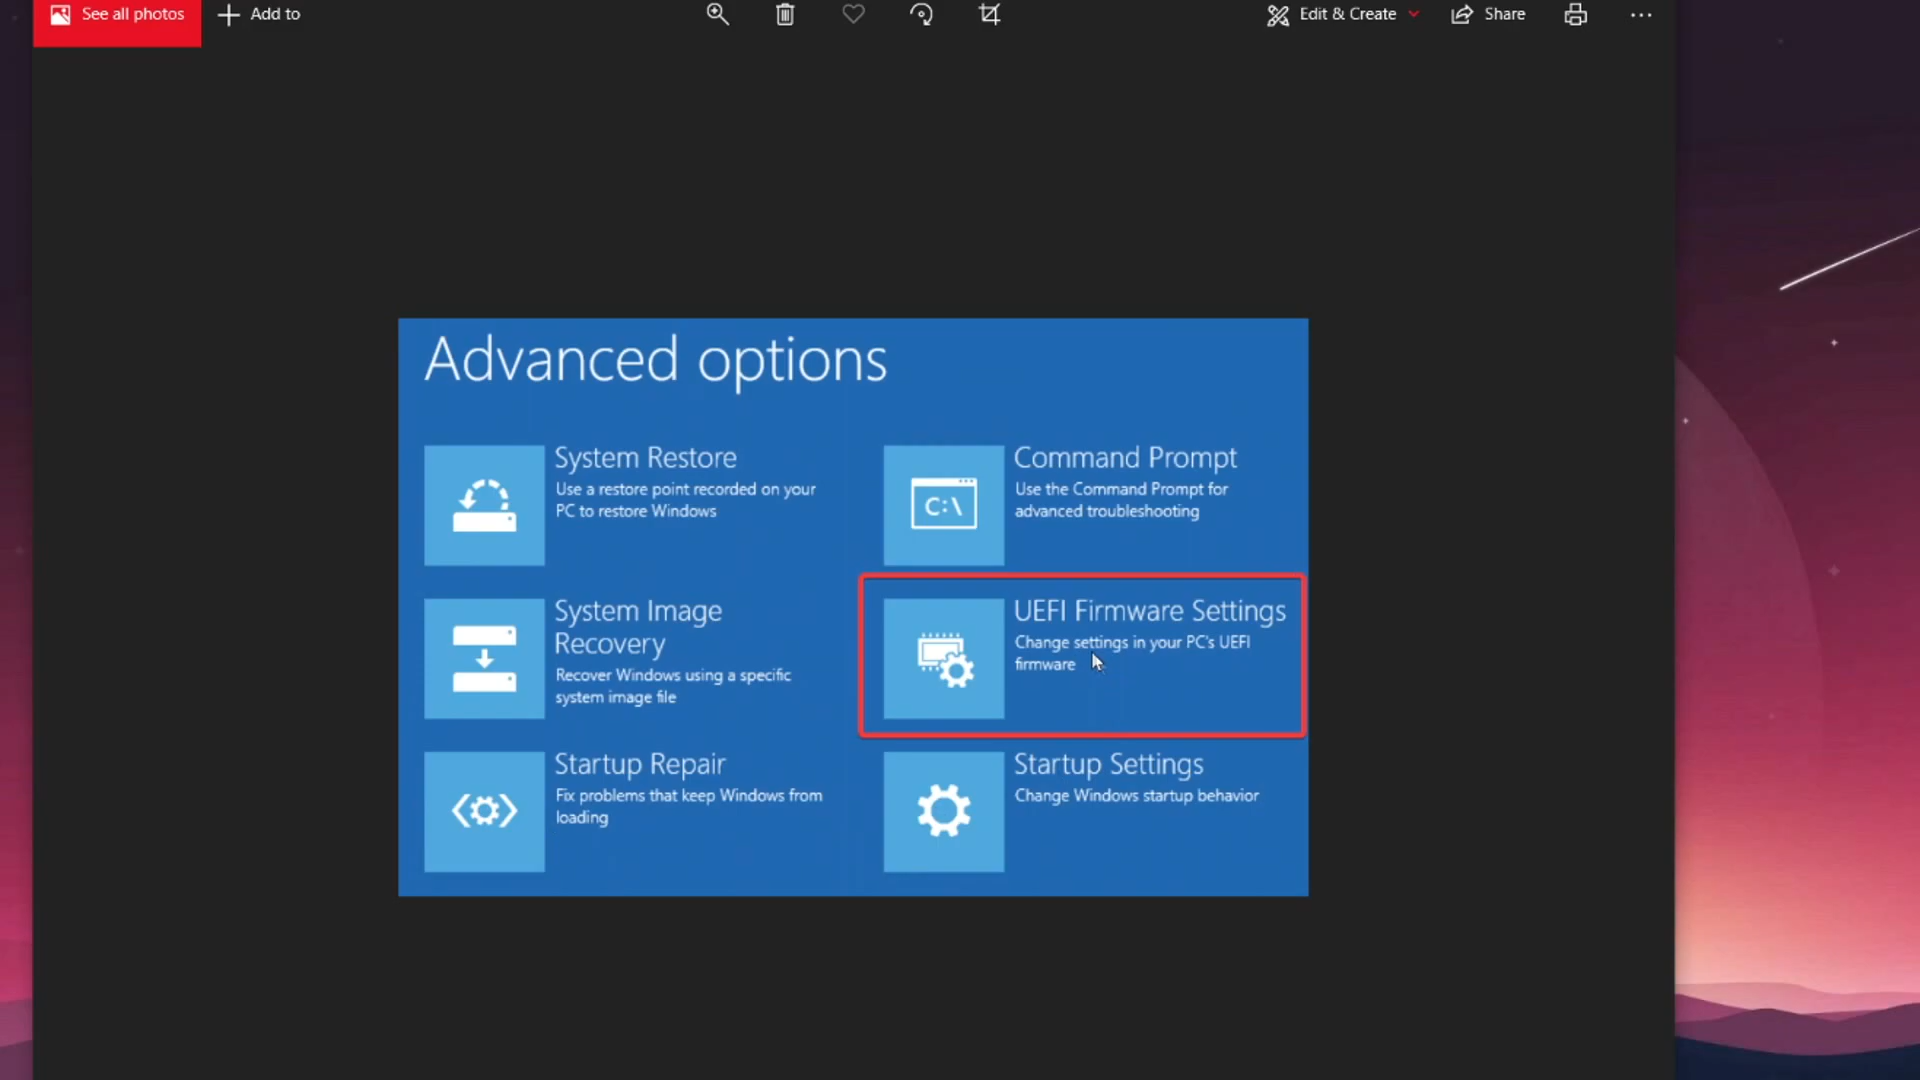 See all photos
Add to
Edit & Create
Share
Advanced options
System Restore
Use a restore point recorded on your
PC to restore Windows
Command Prompt
Use the Command Prompt for
advanced troubleshooting
C:\
System Image
Recovery
Recover Windows using a specific
system image file
UEFI Firmware Settings
Change settings in your PC's UEFI
firmware
Startup Repair
Fix problems that keep Windows from
loading
Startup Settings
Change Windows startup behavior